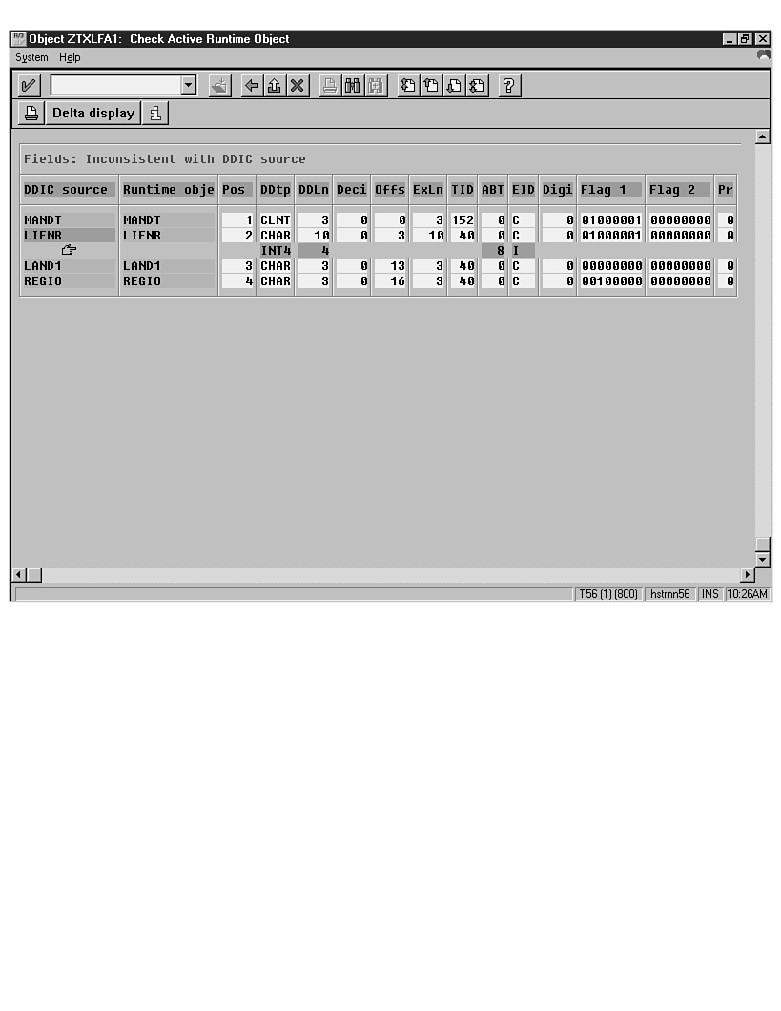 Object ZTXLFA1: Check Active Runtime Object
System Help
Delta display
Fields: Inconsistent with DDIC source
DDIC source Runtime obje Pos DDtp DDLn Deci Offs ExLn TID ABT EID Digi Flag 1 Flag 2 Pr
MANDT MANDT 1 CLNT 3 0 0 3 152 0 C 0 01000001 00000000 0
LIFNR LIFNR 2 CHAR 10 0 3 10 40 0 C 0 01000001 00000000 0
INT4 4 8 I
LAND1 LAND1 3 CHAR 3 0 13 3 40 0 C 0 00000000 00000000 0
REGIO REGIO 4 CHAR 3 0 16 3 40 0 C 0 00100000 00000000 0
T56 (1) (800) INS 10:26AM